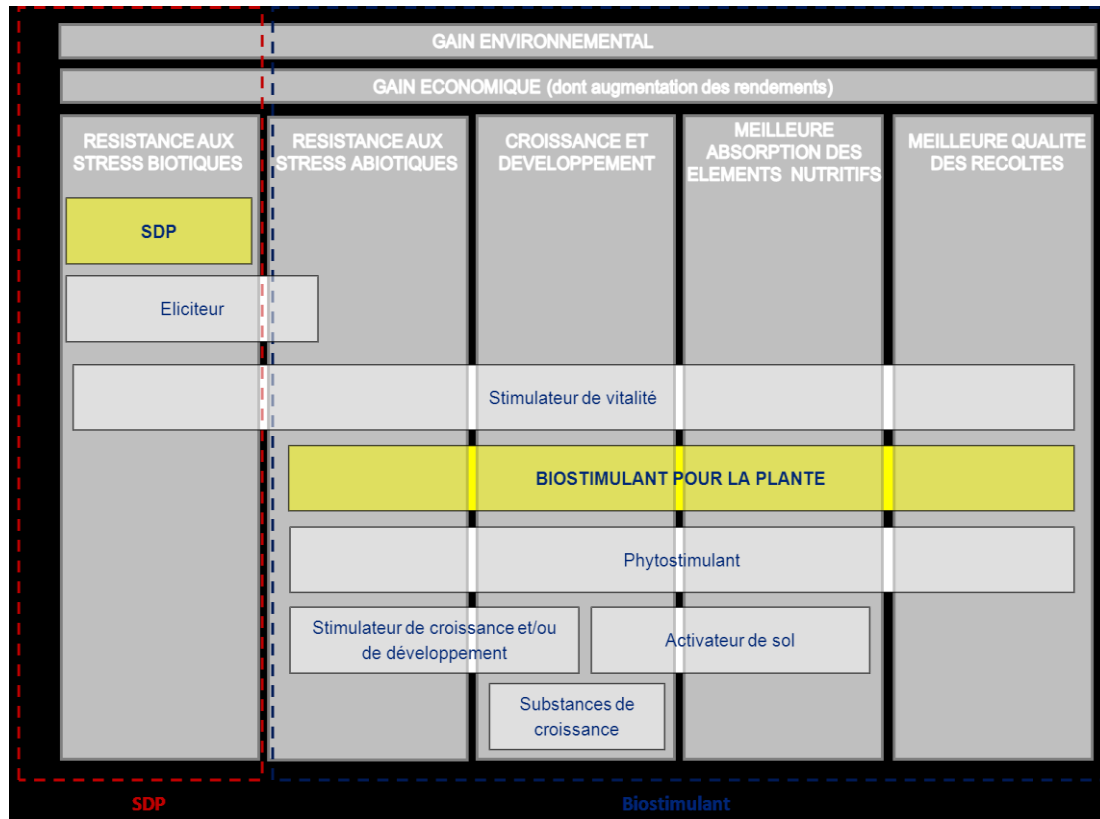 GAIN ENVIRONNEMENTAL
GAIN ECONOMIQUE (dont augmentation des rendements)
RESISTANCE AUX
STRESS BIOTIQUES
RESISTANCE AUX
STRESS ABIOTIQUES
CROISSANCE ET
DEVELOPPEMENT
MEILLEURE
ABSORPTION DES
ELEMENTS NUTRITIFS
MEILLEURE QUALITE
DES RECOLTES
SDP
Eliciteur
Stimulateur de vitalité
BIOSTIMULANT POUR LA PLANTE
Phytostimulant
Stimulateur de croissance et/ou
de développement
Activateur de sol
Substances de
croissance
SDP
Biostimulant